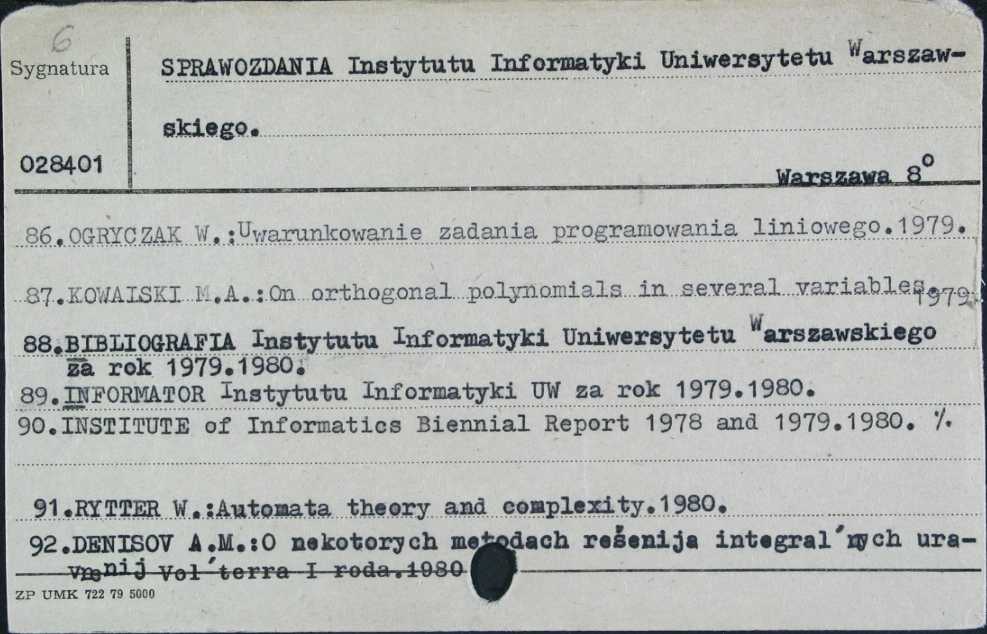 6
Sygnatura
SPRAWOZDANIA Instytutu Informatyki Uniwersytetu Warszaw-
skiego.
028401
Warszawa 8°
86.OGRYCZAK W.:Uwarunkowanie zadania programowania liniowego.1979.
87.KOWALSKI M.A.:On orthogonal polynomials in several variables.1979.
88.BIBLIOGRAFIA Instytutu Informatyki Uniwersytetu Warszawskiego
za rok 1979.1980.
89.INFORMATOR Instytutu Informatyki UW za rok 1979.1980.
90.INSTITUTE of Informatics Biennial Report 1978 and 1979.1980. %.
91.RYTTER W.:Automata theory and complexity.1980.
92.DENISOV A.M.:O nekotorych metodach rešenija integral'nych ura-
vnenij Vol'terra I roda.1980
ZP UMK 722 79 5000